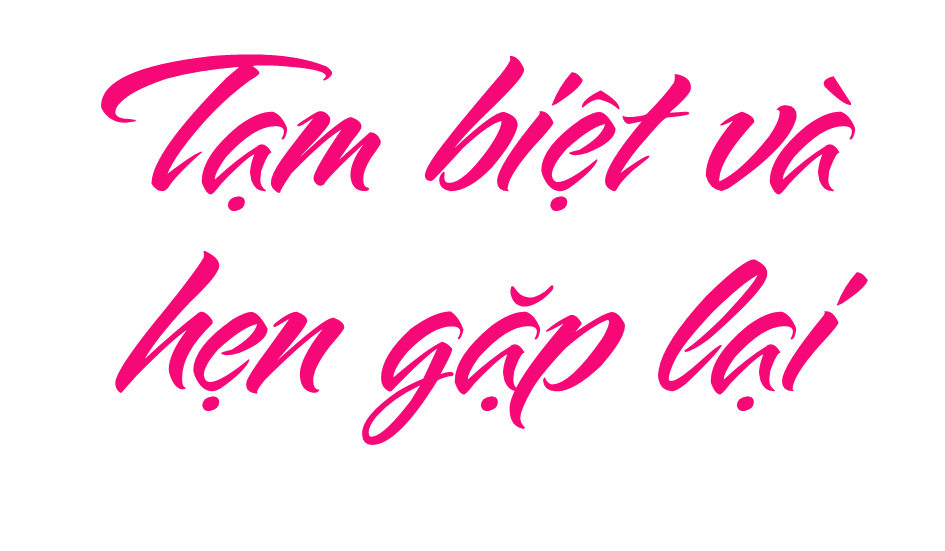 Tạm biệt và
hẹn gặp lại